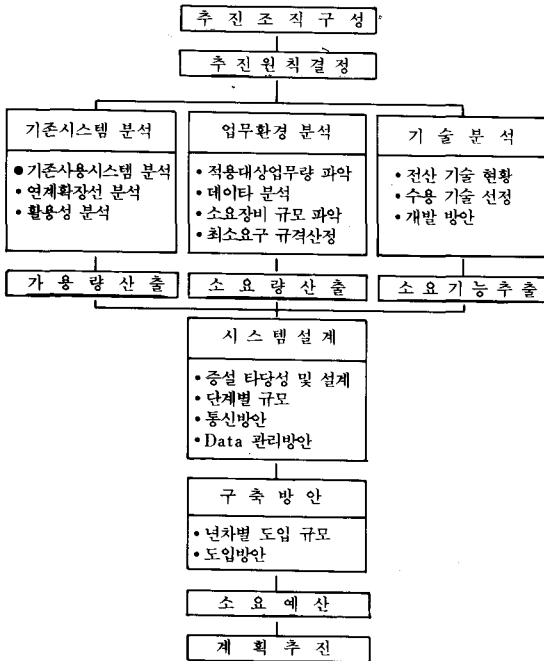 추진조직구성
추진원칙결정
기존시스템 분석
● 기존사용시스템 분석
• 연계확장선 분석
• 활용성 분석
업무환경 분석
• 적용대상업무량 파악
• 데이타 분석
• 소요장비 규모 파악
• 최소요구 규격산정
기 술 분 석
• 전산 기술 현황
• 수용 기술 선정
• 개발 방안
가용량산출
소요량산출
소요기능추출
시 스 템 설 계
• 증설 타당성 및 설계
• 단계별 규모
• 통신방안
• Data 관리방안
구 축 방 안
• 년차별 도입 규모
• 도입방안
소 요 예 산
계 획 추 진